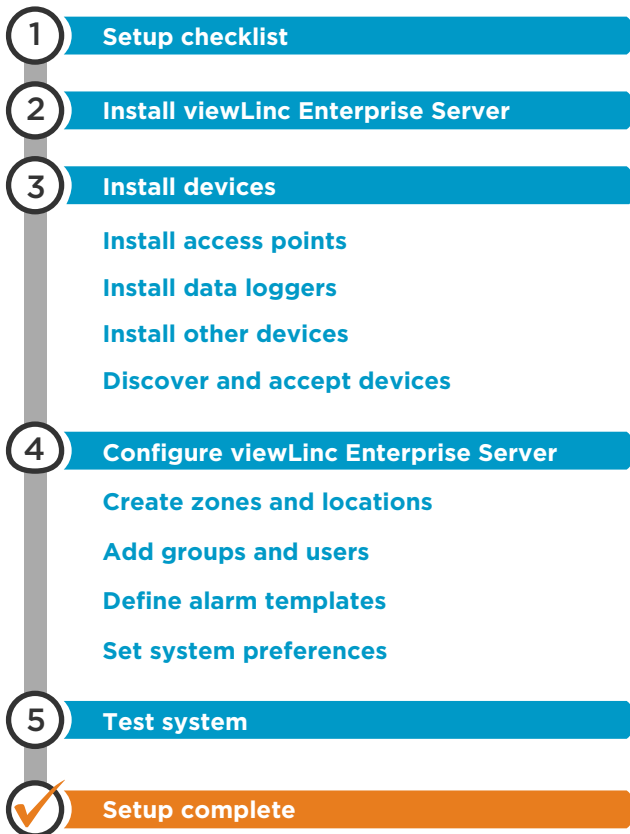 1 Setup checklist
2 Install viewLinc Enterprise Server
3 Install devices
Install access points
Install data loggers
Install other devices
Discover and accept devices
4 Configure viewLinc Enterprise Server
Create zones and locations
Add groups and users
Define alarm templates
Set system preferences
5 Test system
Setup complete